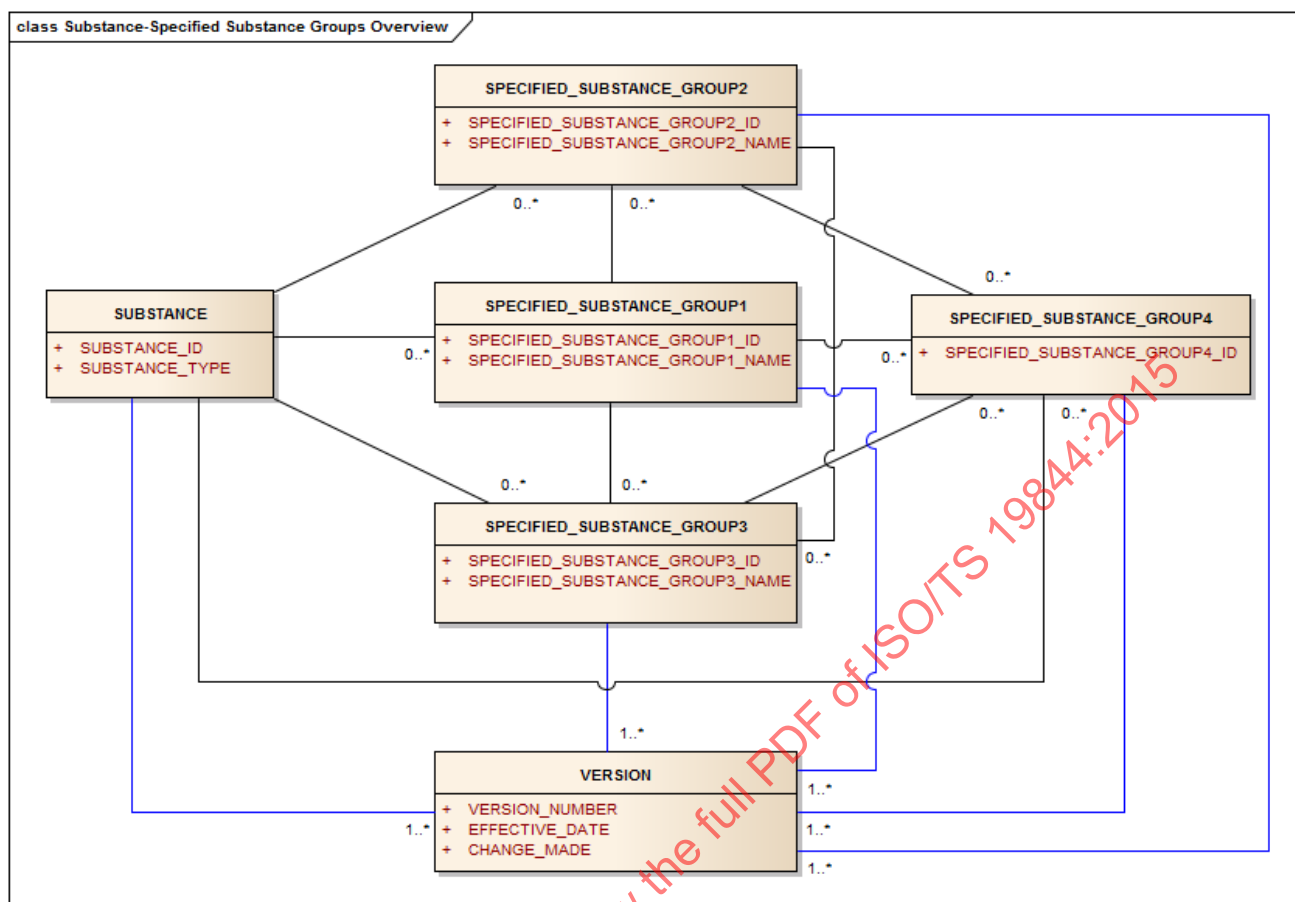 class Substance-Specified Substance Groups Overview
SPECIFIED_SUBSTANCE_GROUP2
+ SPECIFIED_SUBSTANCE_GROUP2_ID
+ SPECIFIED_SUBSTANCE_GROUP2_NAME
0..*
0..*
0..*
SUBSTANCE
+ SUBSTANCE_ID
+ SUBSTANCE_TYPE
0..*
SPECIFIED_SUBSTANCE_GROUP1
+ SPECIFIED_SUBSTANCE_GROUP1_ID
+ SPECIFIED_SUBSTANCE_GROUP1_NAME
0..*
SPECIFIED_SUBSTANCE_GROUP4
+ SPECIFIED_SUBSTANCE_GROUP4_ID
0..*
0..*
0..*
0..*
SPECIFIED_SUBSTANCE_GROUP3
+ SPECIFIED_SUBSTANCE_GROUP3_ID
+ SPECIFIED_SUBSTANCE_GROUP3_NAME
0..*
1..*
VERSION
+ VERSION_NUMBER
+ EFFECTIVE_DATE
+ CHANGE_MADE
1..*
1..*
1..*
1..*
the full PDF of ISO/TS 19844:2015